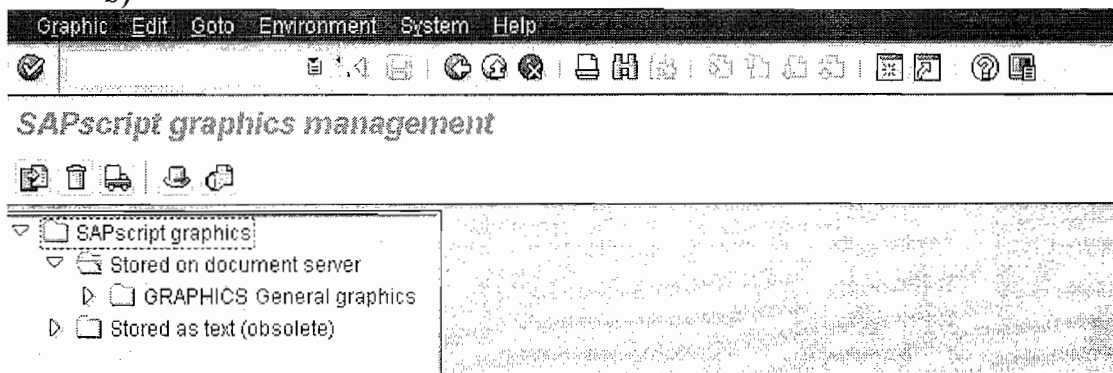 Graphic Edit Goto Environment System Help
SAPscript graphics management
SAPscript graphics
Stored on document server
GRAPHICS General graphics
Stored as text (obsolete)